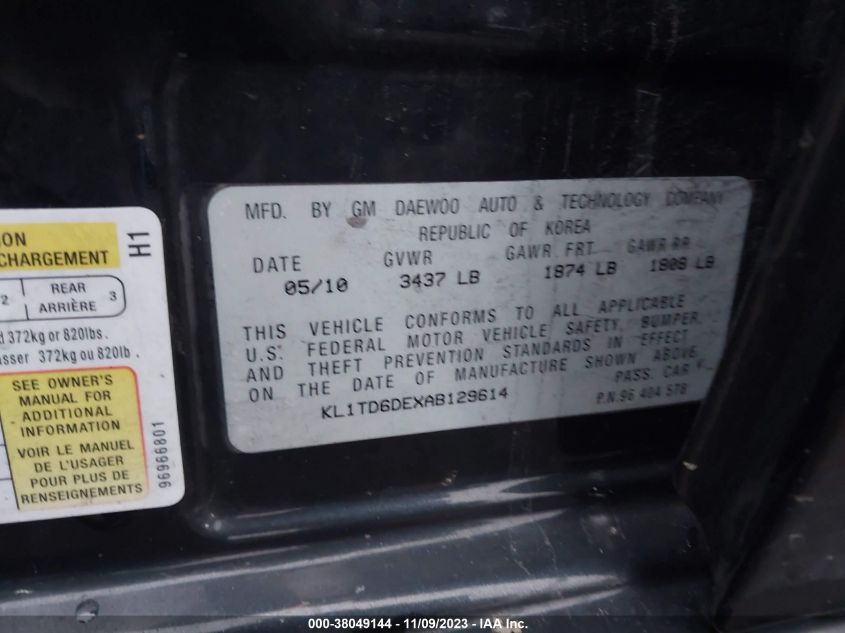 ION
CHARGEMENT
H1
2
REAR
ARRIÈRE 3
d 372kg or 820lbs.
asser 372kg ou 820lb.
SEE OWNER'S
MANUAL FOR
ADDITIONAL
INFORMATION
VOIR LE MANUEL
DE L'USAGER
POUR PLUS DE
RENSEIGNEMENTS
96966801
MFD. BY GM DAEWOO AUTO & TECHNOLOGY COMPANY
REPUBLIC OF KOREA
DATE GVWR GAWR FRT GAWR RR
05/10 3437 LB 1874 LB 1808 LB
THIS VEHICLE CONFORMS TO ALL APPLICABLE
U.S. FEDERAL MOTOR VEHICLE SAFETY, BUMPER,
AND THEFT PREVENTION STANDARDS IN EFFECT
ON THE DATE OF MANUFACTURE SHOWN ABOVE.
PASS. CAR
KL1TD6DEXAB129614
P.N.96 404 578
000-38049144 - 11/09/2023 - IAA Inc.